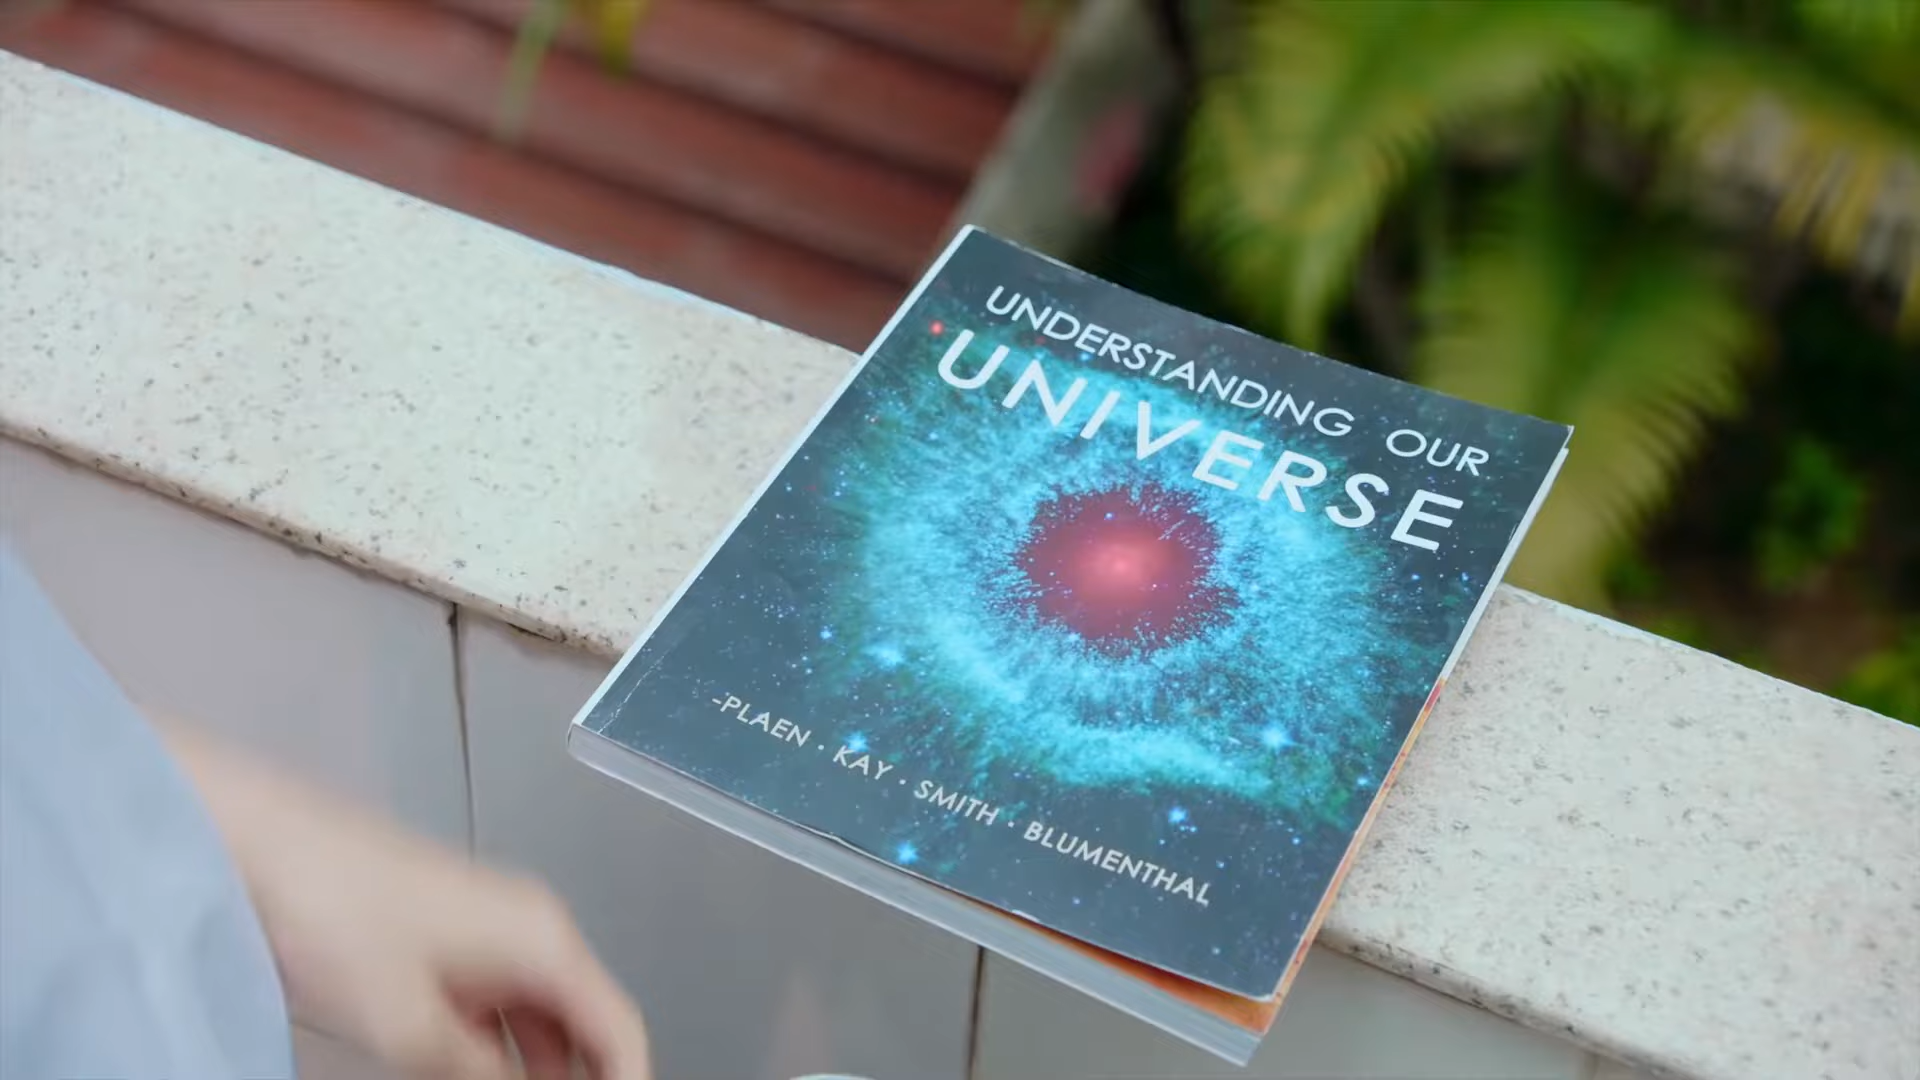 UNDERSTANDING OUR
UNIVERSE
-PLAEN · KAY · SMITH · BLUMENTHAL